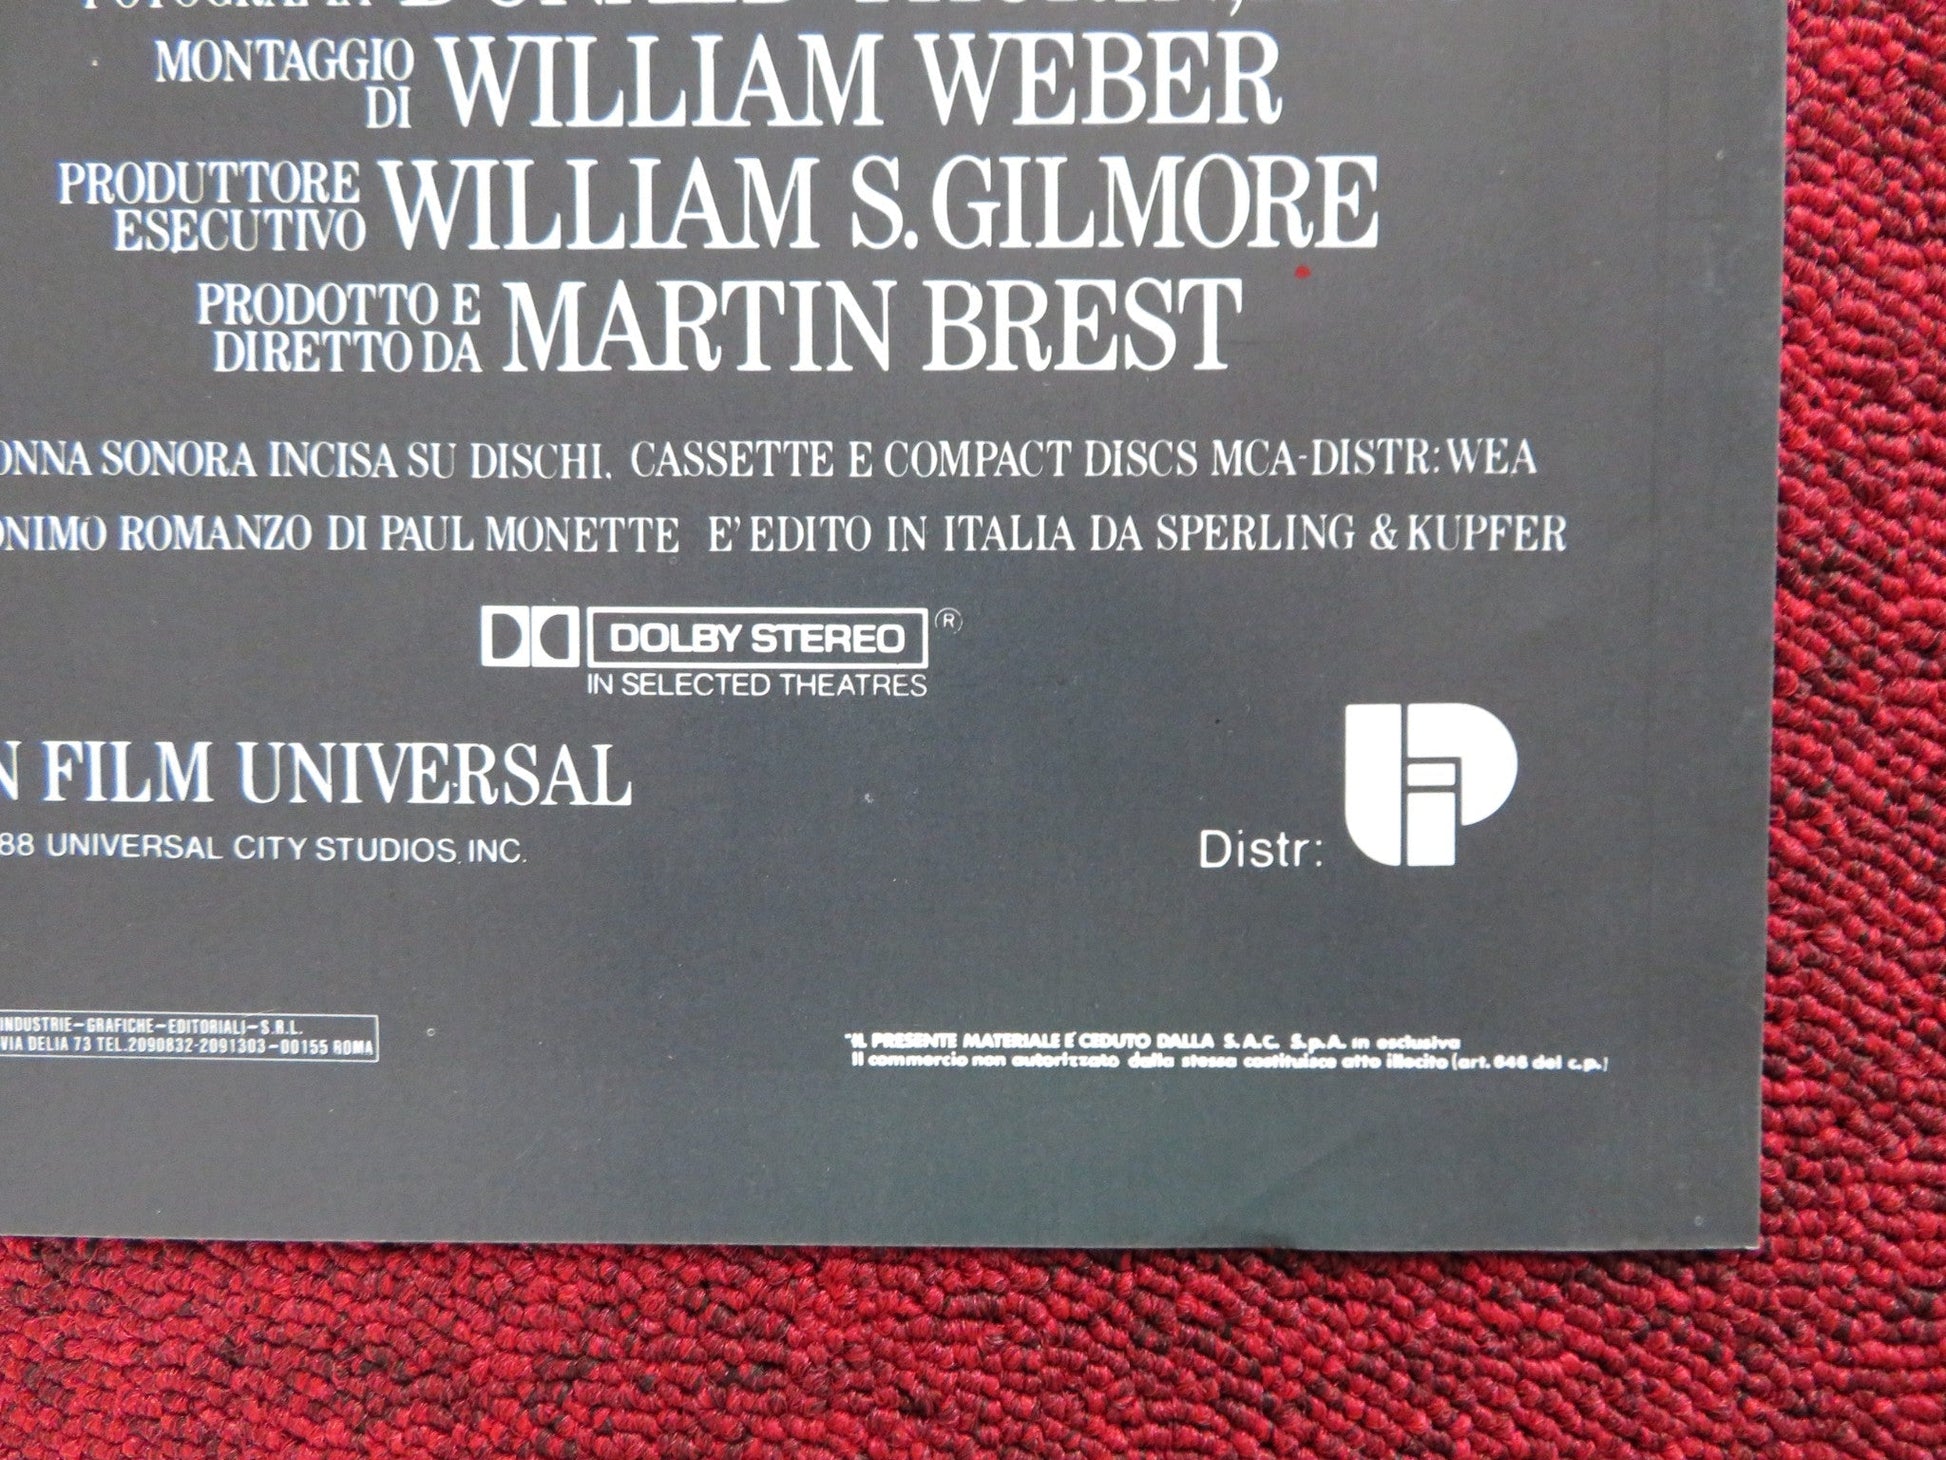 MONTAGGIO DI WILLIAM WEBER
PRODUTTORE ESECUTIVO WILLIAM S. GILMORE
PRODOTTO E DIRETTO DA MARTIN BREST
ONNA SONORA INCISA SU DISCHI, CASSETTE E COMPACT DISCS MCA-DISTR: WEA
ONIMO ROMANZO DI PAUL MONETTE E' EDITO IN ITALIA DA SPERLING & KUPFER
DOLBY STEREO ®
IN SELECTED THEATRES
N FILM UNIVERSAL
88 UNIVERSAL CITY STUDIOS, INC.
Distr: UIP
INDUSTRIE-GRAFICHE-EDITORIALI-S.R.L.
VIA DELIA 73 TEL.2090832-2091303-00155 ROMA
"IL PRESENTE MATERIALE E' CEDUTO DALLA S.A.C. S.p.A. in esclusiva
Il commercio non autorizzato dalla stessa costituisce atto illecito (art. 646 del c.p.)